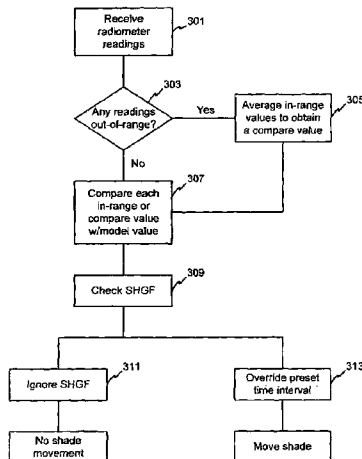 Receive
radiometer
readings
301
303
Any readings
out-of-range?
Yes
Average in-range
values to obtain
a compare value
305
No
Compare each
in-range or
compare value
w/model value
307
Check SHGF
309
Ignore SHGF
311
Override preset
time interval
313
No shade
movement
Move shade